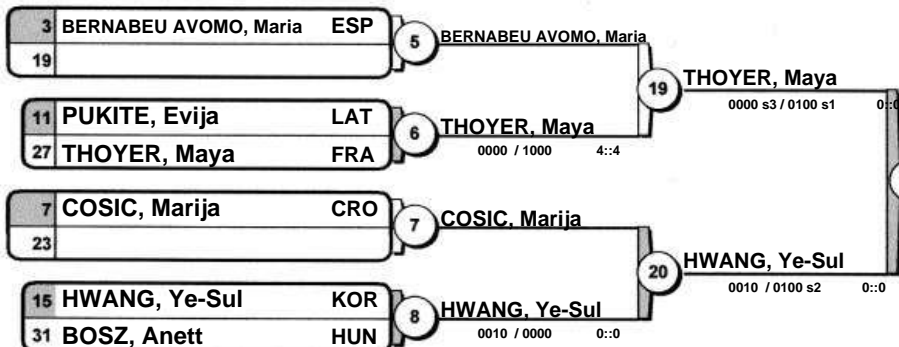 3 BERNABEU AVOMO, Maria ESP
19
5 BERNABEU AVOMO, Maria
11 PUKITE, Evija LAT
27 THOYER, Maya FRA
6 THOYER, Maya
0000 / 1000 4::4
19 THOYER, Maya
0000 s3 / 0100 s1
7 COSIC, Marija CRO
23
7 COSIC, Marija
15 HWANG, Ye-Sul KOR
31 BOSZ, Anett HUN
8 HWANG, Ye-Sul
0010 / 0000 0::0
20 HWANG, Ye-Sul
0010 / 0100 s2 0::0